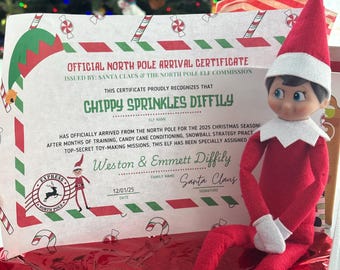 OFFICIAL NORTH POLE ARRIVAL CERTIFICATE
ISSUED BY: SANTA CLAUS & THE NORTH POLE ELF COMMISSION
THIS CERTIFICATE PROUDLY RECOGNIZES THAT
CHIPPY SPRINKLES DIFFILY
ELF NAME
HAS OFFICIALLY ARRIVED FROM THE NORTH POLE FOR THE 2025 CHRISTMAS SEASON
AFTER MONTHS OF TRAINING, CANDY CANE CONDITIONING, SNOWBALL STRATEGY
TOP-SECRET TOY-MAKING MISSIONS, THIS ELF HAS BEEN SPECIALLY ASSIGNED
Weston & Emmett Diffily
FAMILY NAME
EXPRESS
12/01/25
DATE
Santa Claus
SIGNATURE